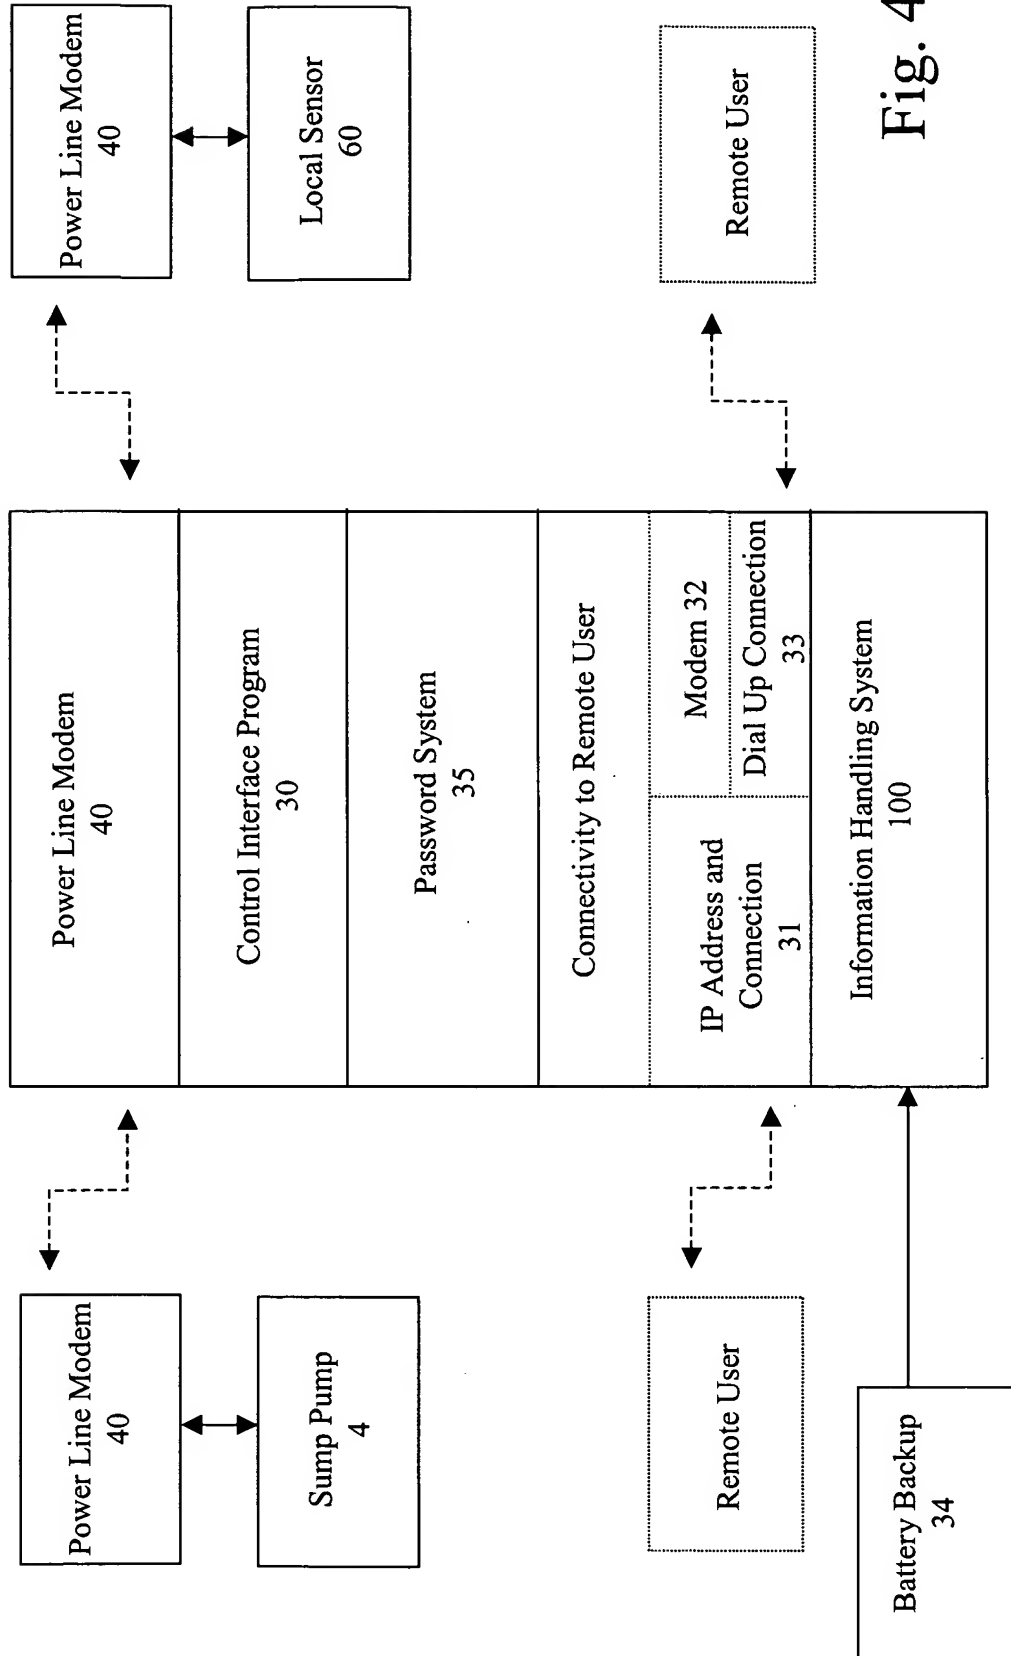 Power Line Modem
40
Sump Pump
4
Remote User
Battery Backup
34
Power Line Modem
40
Control Interface Program
30
Password System
35
Connectivity to Remote User
IP Address and
Connection
31
Modem 32
Dial Up Connection
33
Information Handling System
100
Power Line Modem
40
Local Sensor
60
Remote User
Fig. 4